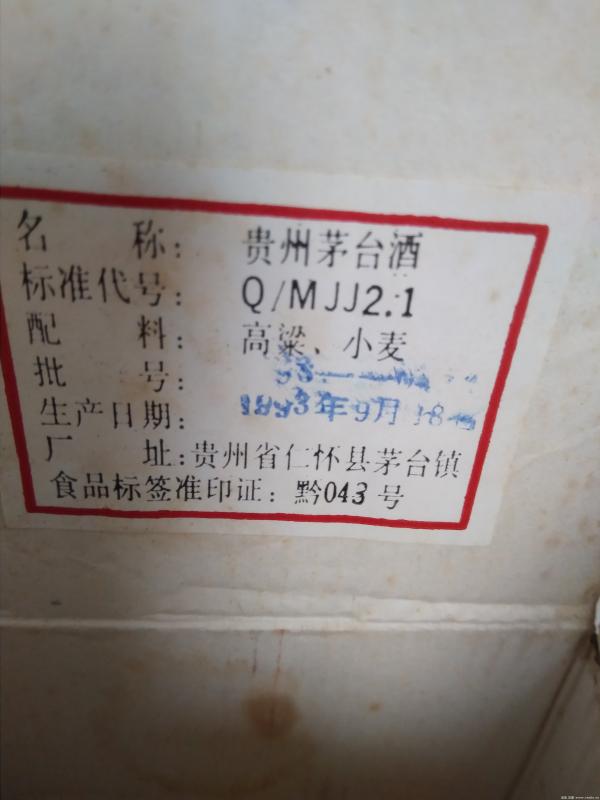 名 称: 贵州茅台酒
标准代号: Q/MJJ2.1
配 料: 高粱、小麦
批 号:
生产日期: 1993年9月18
厂 址:贵州省仁怀县茅台镇
食品标签准印证: 黔043号